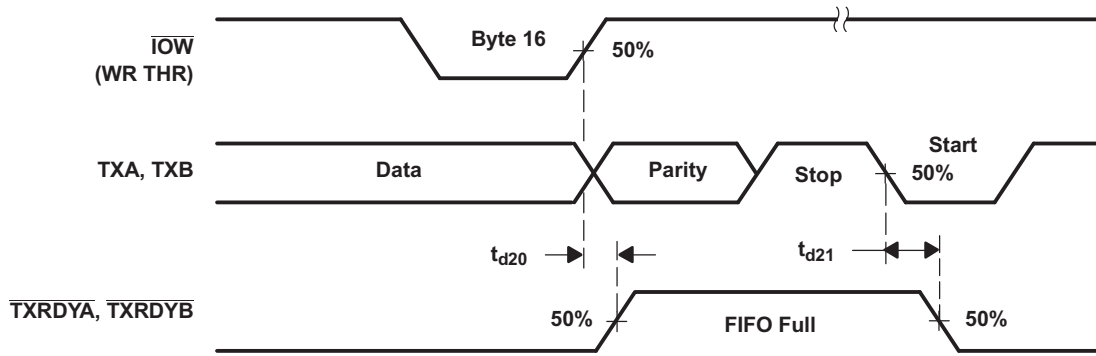 IOW
(WR THR)
Byte 16
50%
TXA, TXB
Data
Parity
Stop
Start
50%
td20
td21
TXRDYA, TXRDYB
50%
FIFO Full
50%